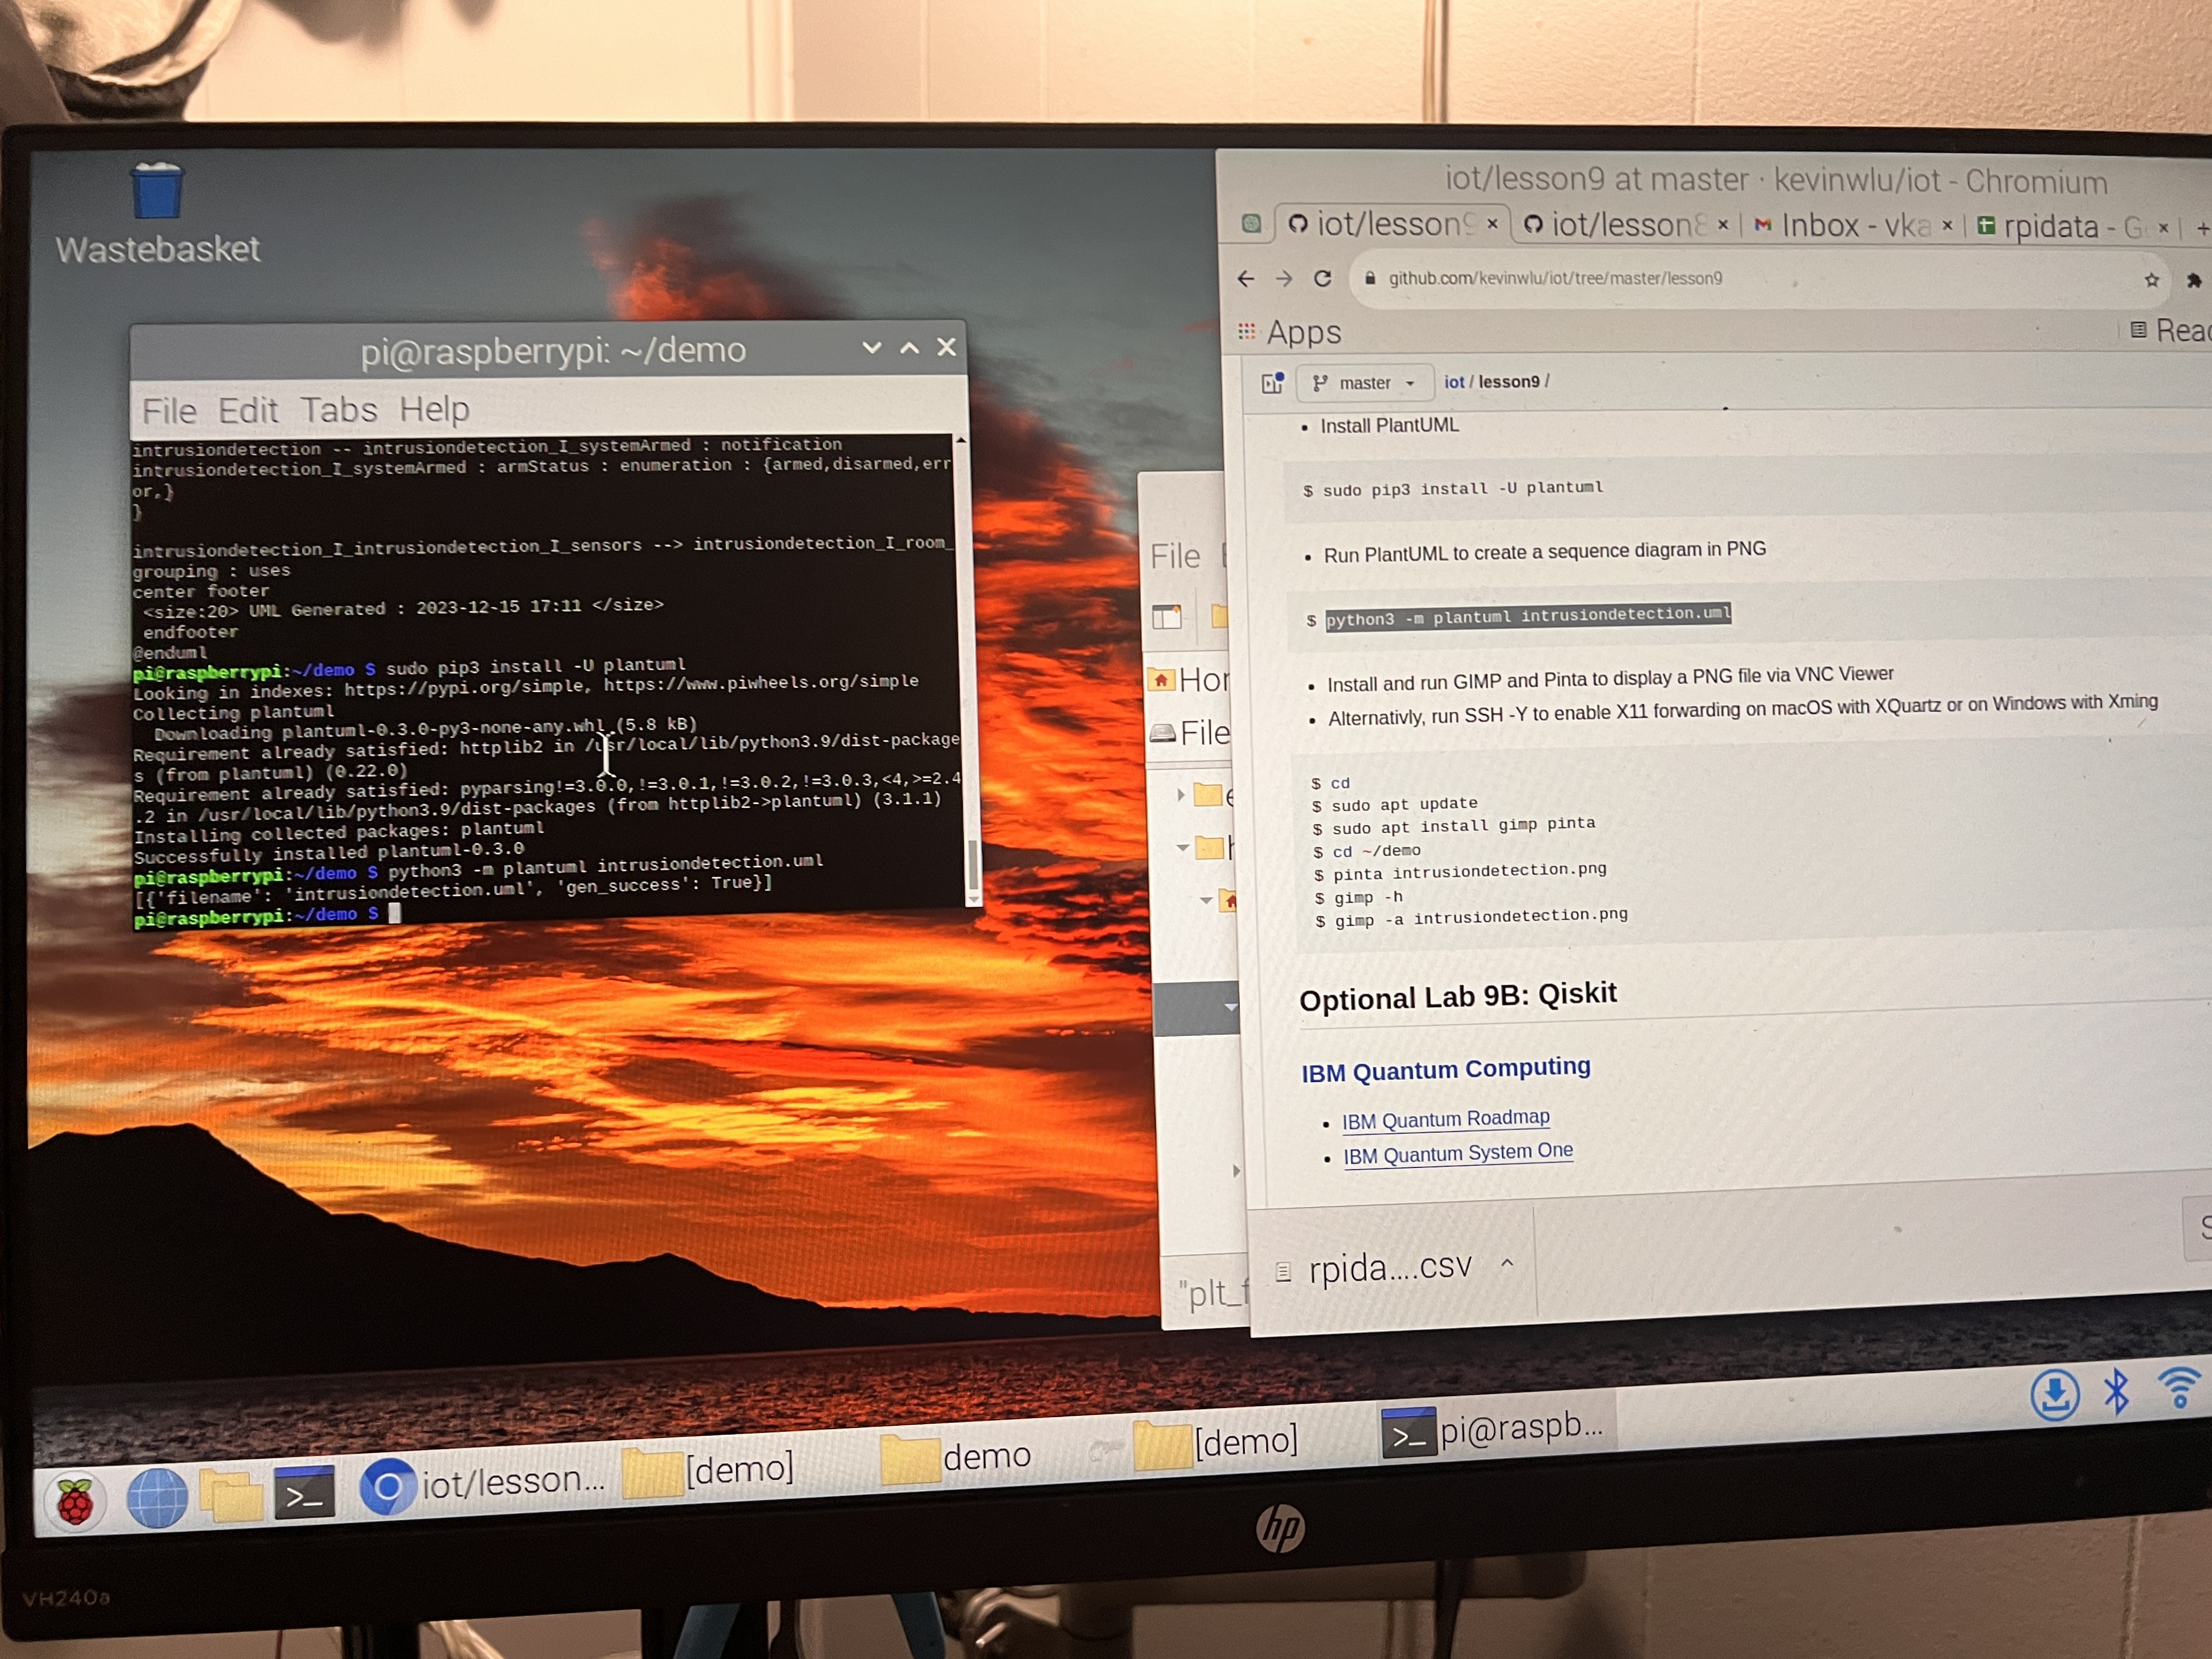 Wastebasket
pi@raspberrypi: ~/demo
File Edit Tabs Help
intrusiondetection -- intrusiondetection_I_systemArmed : notification
intrusiondetection_I_systemArmed : armStatus : enumeration : {armed,disarmed,err
or,}
}
intrusiondetection_I_intrusiondetection_I_sensors --> intrusiondetection_I_room_
grouping : uses
center footer
<size:20> UML Generated : 2023-12-15 17:11 </size>
endfooter
@enduml
pi@raspberrypi:~/demo $ sudo pip3 install -U plantuml
Looking in indexes: https://pypi.org/simple, https://www.piwheels.org/simple
Collecting plantuml
Downloading plantuml-0.3.0-py3-none-any.whl (5.8 kB)
Requirement already satisfied: httplib2 in /usr/local/lib/python3.9/dist-package
s (from plantuml) (0.22.0)
Requirement already satisfied: pyparsing!=3.0.0,!=3.0.1,!=3.0.2,!=3.0.3,<4,>=2.4
.2 in /usr/local/lib/python3.9/dist-packages (from httplib2->plantuml) (3.1.1)
Installing collected packages: plantuml
Successfully installed plantuml-0.3.0
pi@raspberrypi:~/demo $ python3 -m plantuml intrusiondetection.uml
[{'filename': 'intrusiondetection.uml', 'gen_success': True}]
pi@raspberrypi:~/demo $
File
Hor
File
"plt_f
iot/lesson9 at master · kevinwlu/iot - Chromium
iot/lesson9 × iot/lesson8 × Inbox - vka × rpidata - G × +
github.com/kevinwlu/iot/tree/master/lesson9
Apps
Read
master iot / lesson9 /
• Install PlantUML
$ sudo pip3 install -U plantuml
• Run PlantUML to create a sequence diagram in PNG
$ python3 -m plantuml intrusiondetection.uml
• Install and run GIMP and Pinta to display a PNG file via VNC Viewer
• Alternativly, run SSH -Y to enable X11 forwarding on macOS with XQuartz or on Windows with Xming
$ cd
$ sudo apt update
$ sudo apt install gimp pinta
$ cd ~/demo
$ pinta intrusiondetection.png
$ gimp -h
$ gimp -a intrusiondetection.png
Optional Lab 9B: Qiskit
IBM Quantum Computing
• IBM Quantum Roadmap
• IBM Quantum System One
rpida....csv
iot/lesson... [demo] demo [demo] pi@raspb...
hp
VH240a